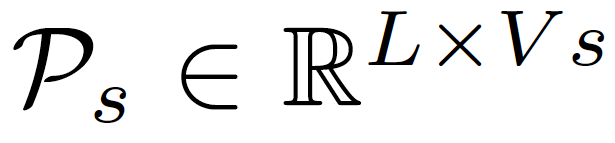 𝒫ₛ ∈ ℝ^{L×Vs}